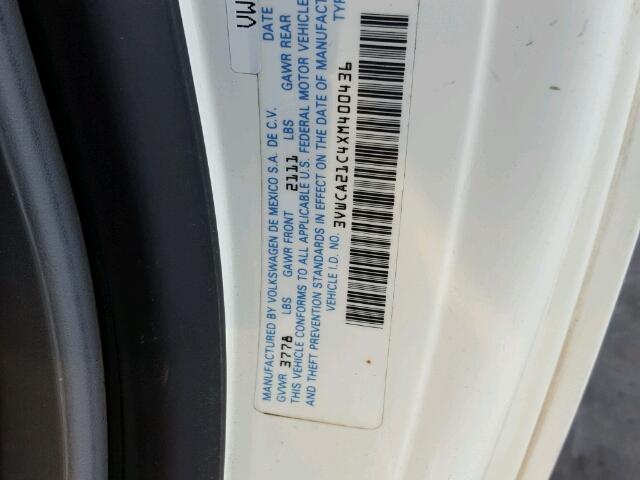 VW
MANUFACTURED BY VOLKSWAGEN DE MEXICO S.A. DE C.V. DATE
GVWR 3778 LBS GAWR FRONT 2111 LBS GAWR REAR
THIS VEHICLE CONFORMS TO ALL APPLICABLE U.S. FEDERAL MOTOR VEHICLE
AND THEFT PREVENTION STANDARDS IN EFFECT ON THE DATE OF MANUFACT
VEHICLE I.D. NO. 3VWCA21C4XM400436 TYP